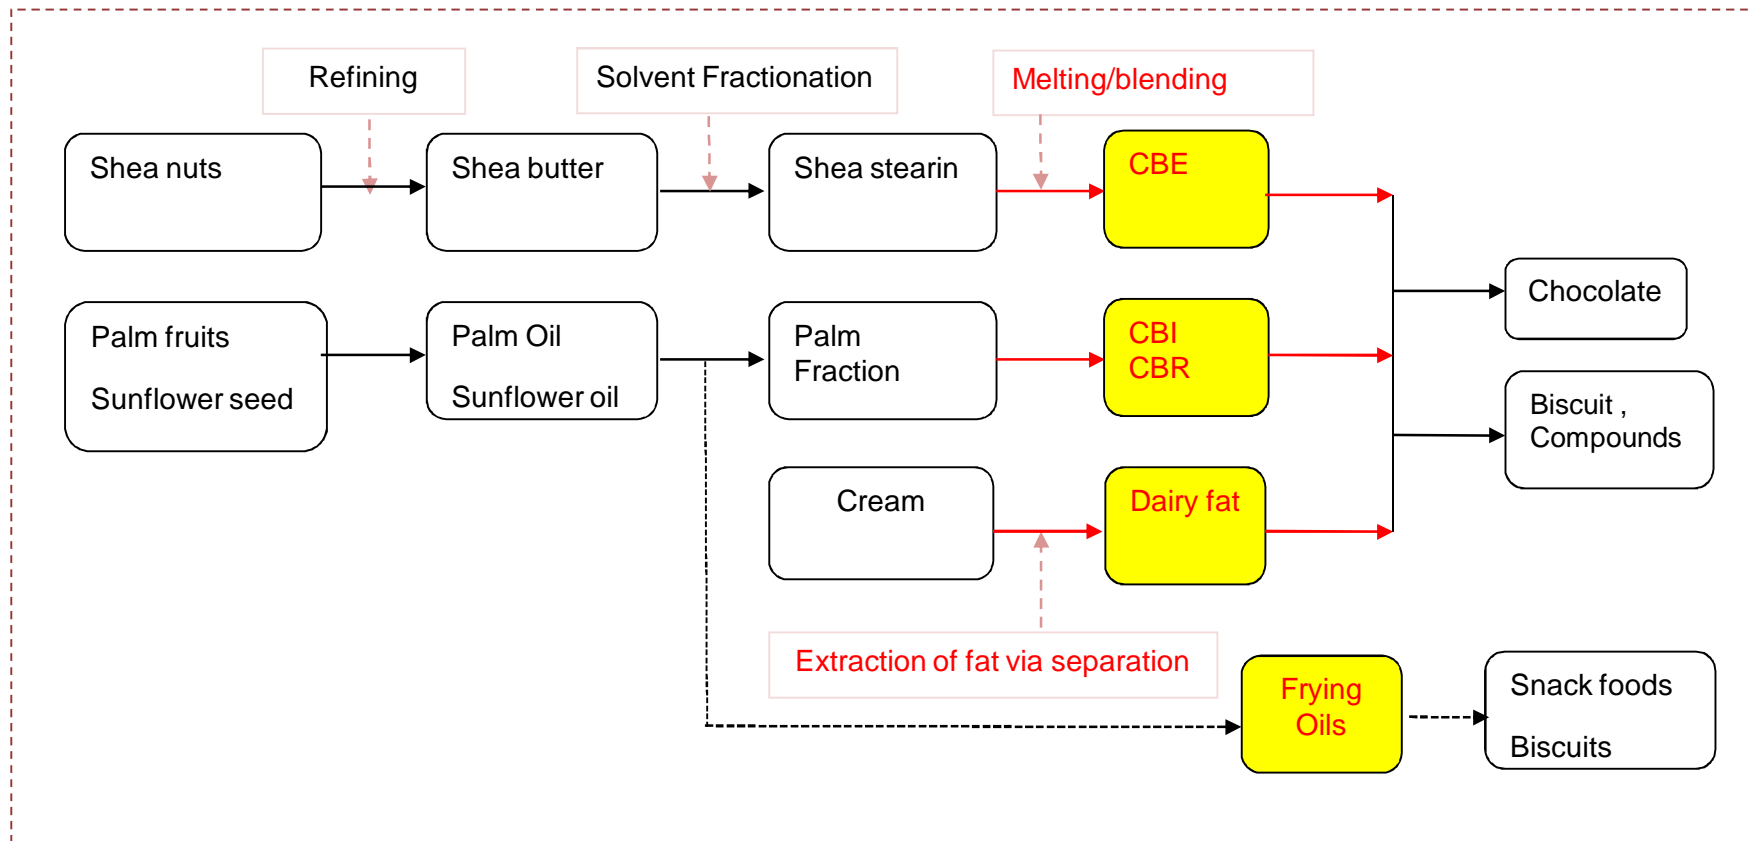 Refining
Solvent Fractionation
Melting/blending
Shea nuts
Shea butter
Shea stearin
CBE
Palm fruits
Sunflower seed
Palm Oil
Sunflower oil
Palm
Fraction
CBI
CBR
Chocolate
Biscuit ,
Compounds
Cream
Dairy fat
Extraction of fat via separation
Frying
Oils
Snack foods
Biscuits